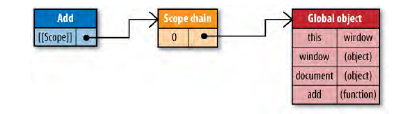 Add
[[Scope]]
Scope chain
0
Global object
this window
window (object)
document (object)
add (function)